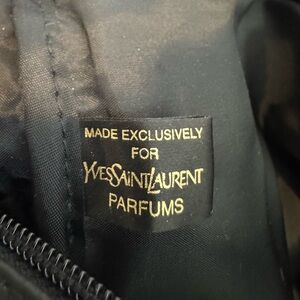 MADE EXCLUSIVELY
FOR
YVESSAINTLAURENT
PARFUMS